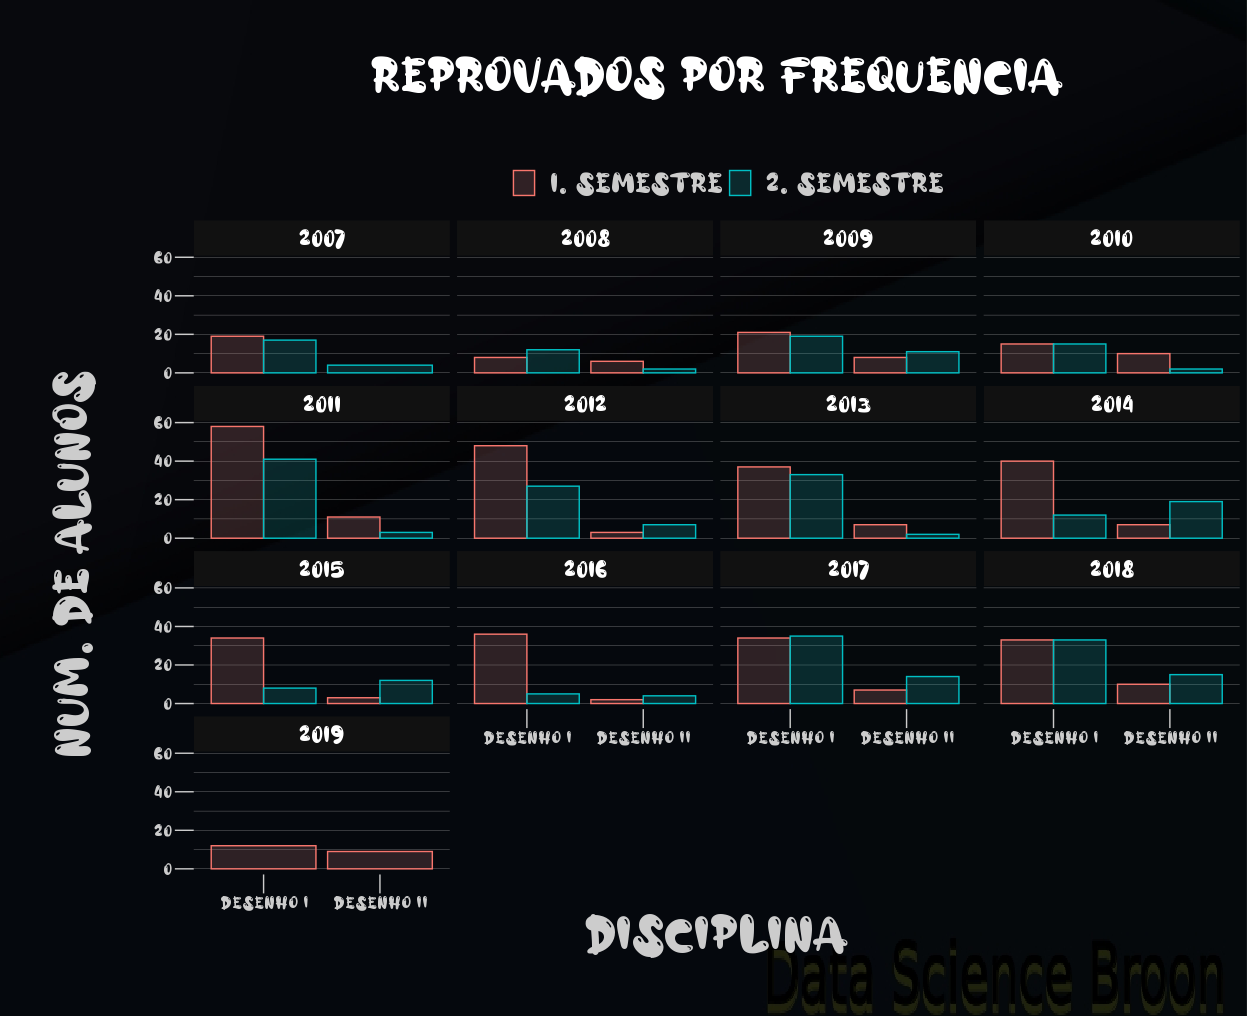 REPROVADOS POR FREQUENCIA
1. SEMESTRE 2. SEMESTRE
2007 2008 2009 2010
60
40
20
0
2011 2012 2013 2014
60
40
20
0
2015 2016 2017 2018
60
40
20
0
DESENHO I DESENHO II DESENHO I DESENHO II DESENHO I DESENHO II
2019
60
40
20
0
DESENHO I DESENHO II
NUM. DE ALUNOS
DISCIPLINA
Data Science Broon